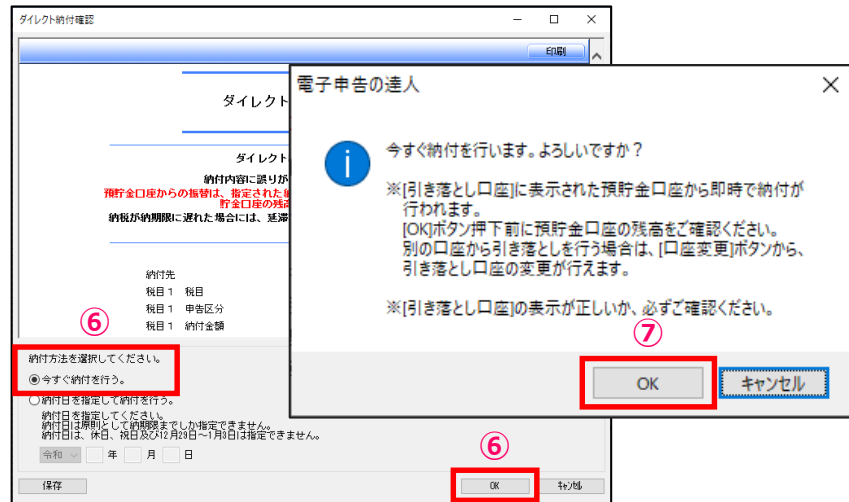 ダイレクト納付確認
印刷
ダイレクト
ダイレクト
納付内容に誤りが
預貯金口座からの振替は、指定された
貯金口座の残
納税が納期限に遅れた場合には、延滞
納付先
税目1 税目
税目1 申告区分
税目1 納付金額
⑥
納付方法を選択してください。
今すぐ納付を行う。
納付日を指定して納付を行う。
納付日を指定してください。
納付日は原則として納期限までしか指定できません。
納付日は、休日、祝日及び12月29日～1月3日は指定できません。
令和 年 月 日
⑥
保存 OK キャンセル
電子申告の達人
今すぐ納付を行います。よろしいですか？
※[引き落とし口座]に表示された預貯金口座から即時で納付が
行われます。
[OK]ボタン押下前に預貯金口座の残高をご確認ください。
別の口座から引き落としを行う場合は、[口座変更]ボタンから、
引き落とし口座の変更が行えます。
※[引き落とし口座]の表示が正しいか、必ずご確認ください。
⑦
OK キャンセル